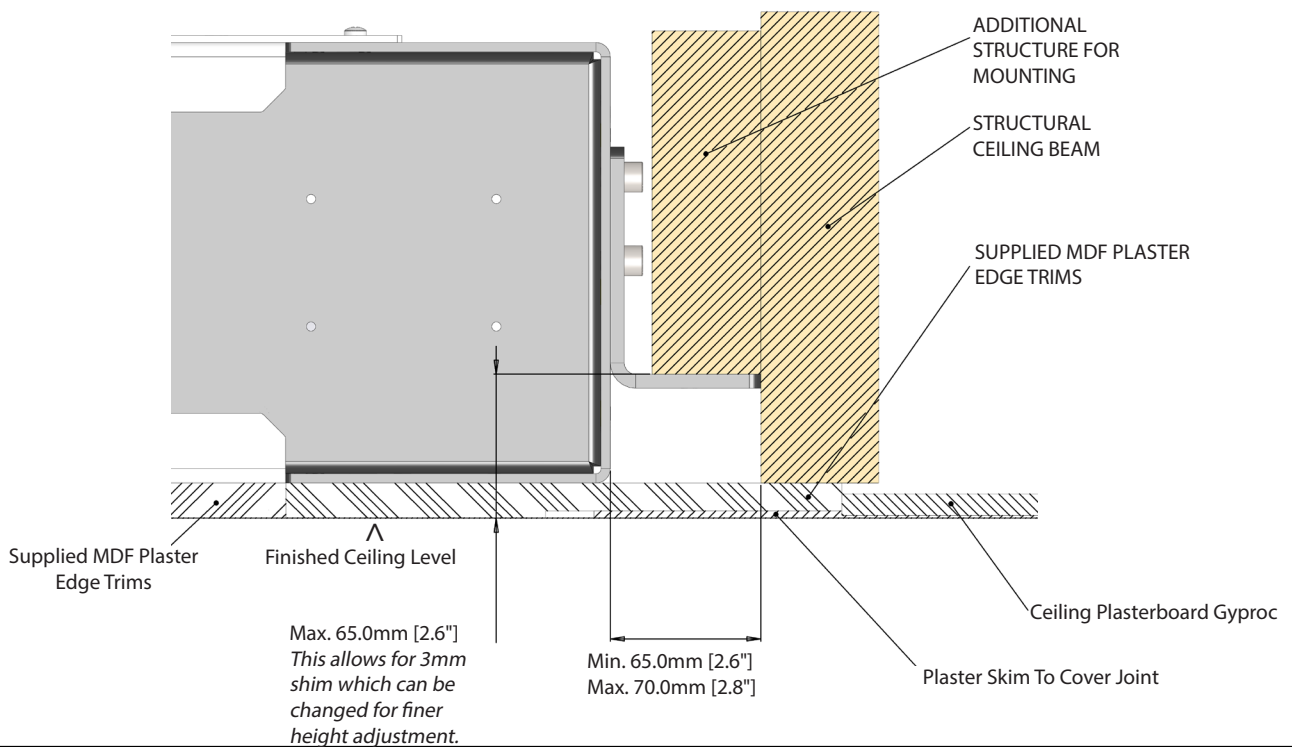 ADDITIONAL
STRUCTURE FOR
MOUNTING
STRUCTURAL
CEILING BEAM
SUPPLIED MDF PLASTER
EDGE TRIMS
Supplied MDF Plaster
Edge Trims
Finished Ceiling Level
Ceiling Plasterboard Gyproc
Max. 65.0mm [2.6"]
This allows for 3mm
shim which can be
changed for finer
height adjustment.
Min. 65.0mm [2.6"]
Max. 70.0mm [2.8"]
Plaster Skim To Cover Joint